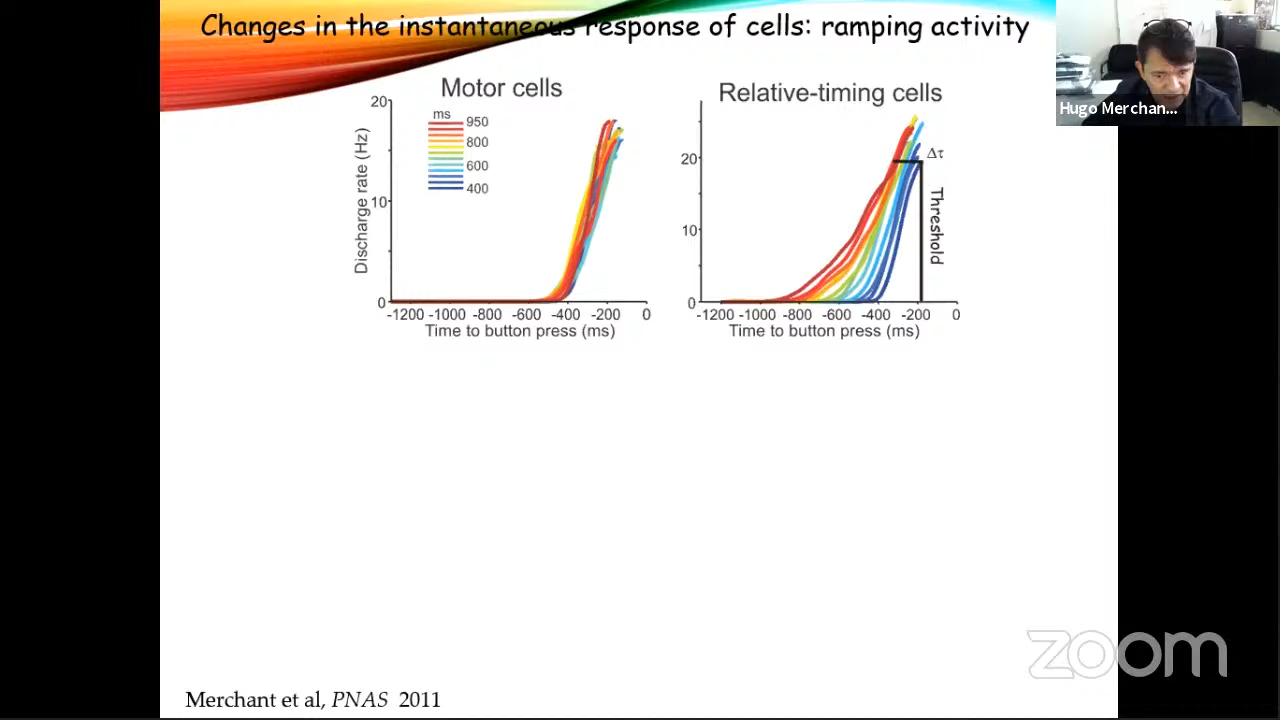 Changes in the instantaneous response of cells: ramping activity
Hugo Merchan...
Motor cells
Relative-timing cells
ms
950
800
600
400
20
10
0
Discharge rate (Hz)
-1200 -1000 -800 -600 -400 -200 0
Time to button press (ms)
20
10
0
Δτ
Threshold
-1200 -1000 -800 -600 -400 -200 0
Time to button press (ms)
zoom
Merchant et al, PNAS 2011